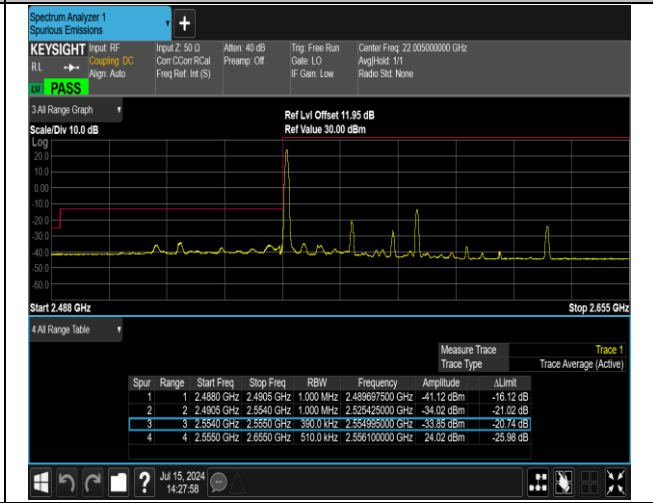 Spectrum Analyzer 1
Spurious Emissions
+
KEYSIGHT Input: RF Input Z: 50 Ω Atten: 40 dB Trig: Free Run Center Freq: 22.005000000 GHz
RL Coupling: DC Corr CCorr RCal Preamp: Off Gate: LO Avg|Hold: 1/1
Align: Auto Freq Ref: Int (S) IF Gain: Low Radio Std: None
LXI PASS
3 All Range Graph
Ref Lvl Offset 11.95 dB
Scale/Div 10.0 dB Ref Value 30.00 dBm
Log
20.0
10.0
0.00
-10.0
-20.0
-30.0
-40.0
-50.0
-60.0
Start 2.488 GHz Stop 2.655 GHz
4 All Range Table
Measure Trace Trace 1
Trace Type Trace Average (Active)
Spur Range Start Freq Stop Freq RBW Frequency Amplitude ΔLimit
1 1 2.4880 GHz 2.4905 GHz 1.000 MHz 2.489697500 GHz -41.12 dBm -16.12 dB
2 2 2.4905 GHz 2.5540 GHz 1.000 MHz 2.525425000 GHz -34.02 dBm -21.02 dB
3 3 2.5540 GHz 2.5550 GHz 390.0 kHz 2.554995000 GHz -33.85 dBm -20.74 dB
4 4 2.5550 GHz 2.6550 GHz 510.0 kHz 2.556100000 GHz 24.02 dBm -25.98 dB
? Jul 15, 2024
14:27:58